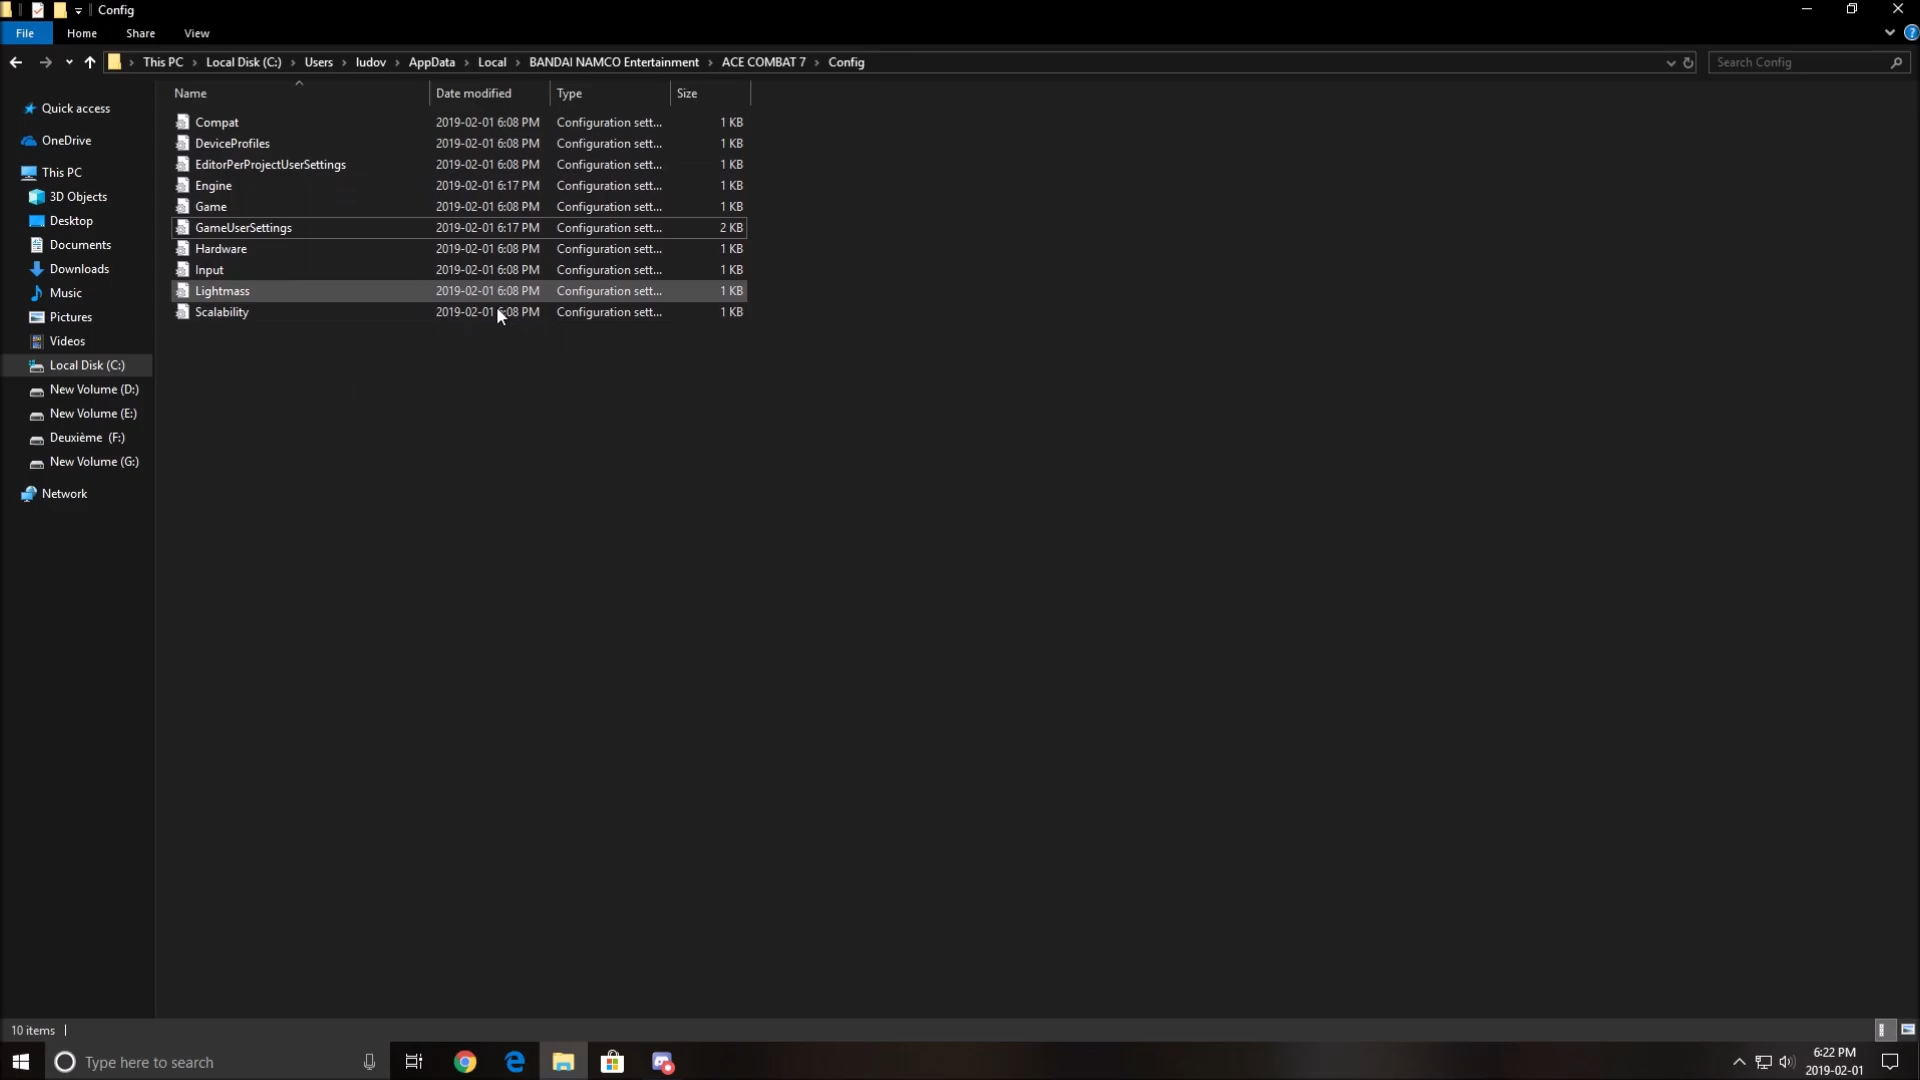 Config
File Home Share View
This PC Local Disk (C:) Users ludov AppData Local BANDAI NAMCO Entertainment ACE COMBAT 7 Config
Search Config
Name Date modified Type Size
Compat 2019-02-01 6:08 PM Configuration sett... 1 KB
DeviceProfiles 2019-02-01 6:08 PM Configuration sett... 1 KB
EditorPerProjectUserSettings 2019-02-01 6:08 PM Configuration sett... 1 KB
Engine 2019-02-01 6:17 PM Configuration sett... 1 KB
Game 2019-02-01 6:08 PM Configuration sett... 1 KB
GameUserSettings 2019-02-01 6:17 PM Configuration sett... 2 KB
Hardware 2019-02-01 6:08 PM Configuration sett... 1 KB
Input 2019-02-01 6:08 PM Configuration sett... 1 KB
Lightmass 2019-02-01 6:08 PM Configuration sett... 1 KB
Scalability 2019-02-01 6:08 PM Configuration sett... 1 KB
Quick access
OneDrive
This PC
3D Objects
Desktop
Documents
Downloads
Music
Pictures
Videos
Local Disk (C:)
New Volume (D:)
New Volume (E:)
Deuxième (F:)
New Volume (G:)
Network
10 items
Type here to search
6:22 PM
2019-02-01